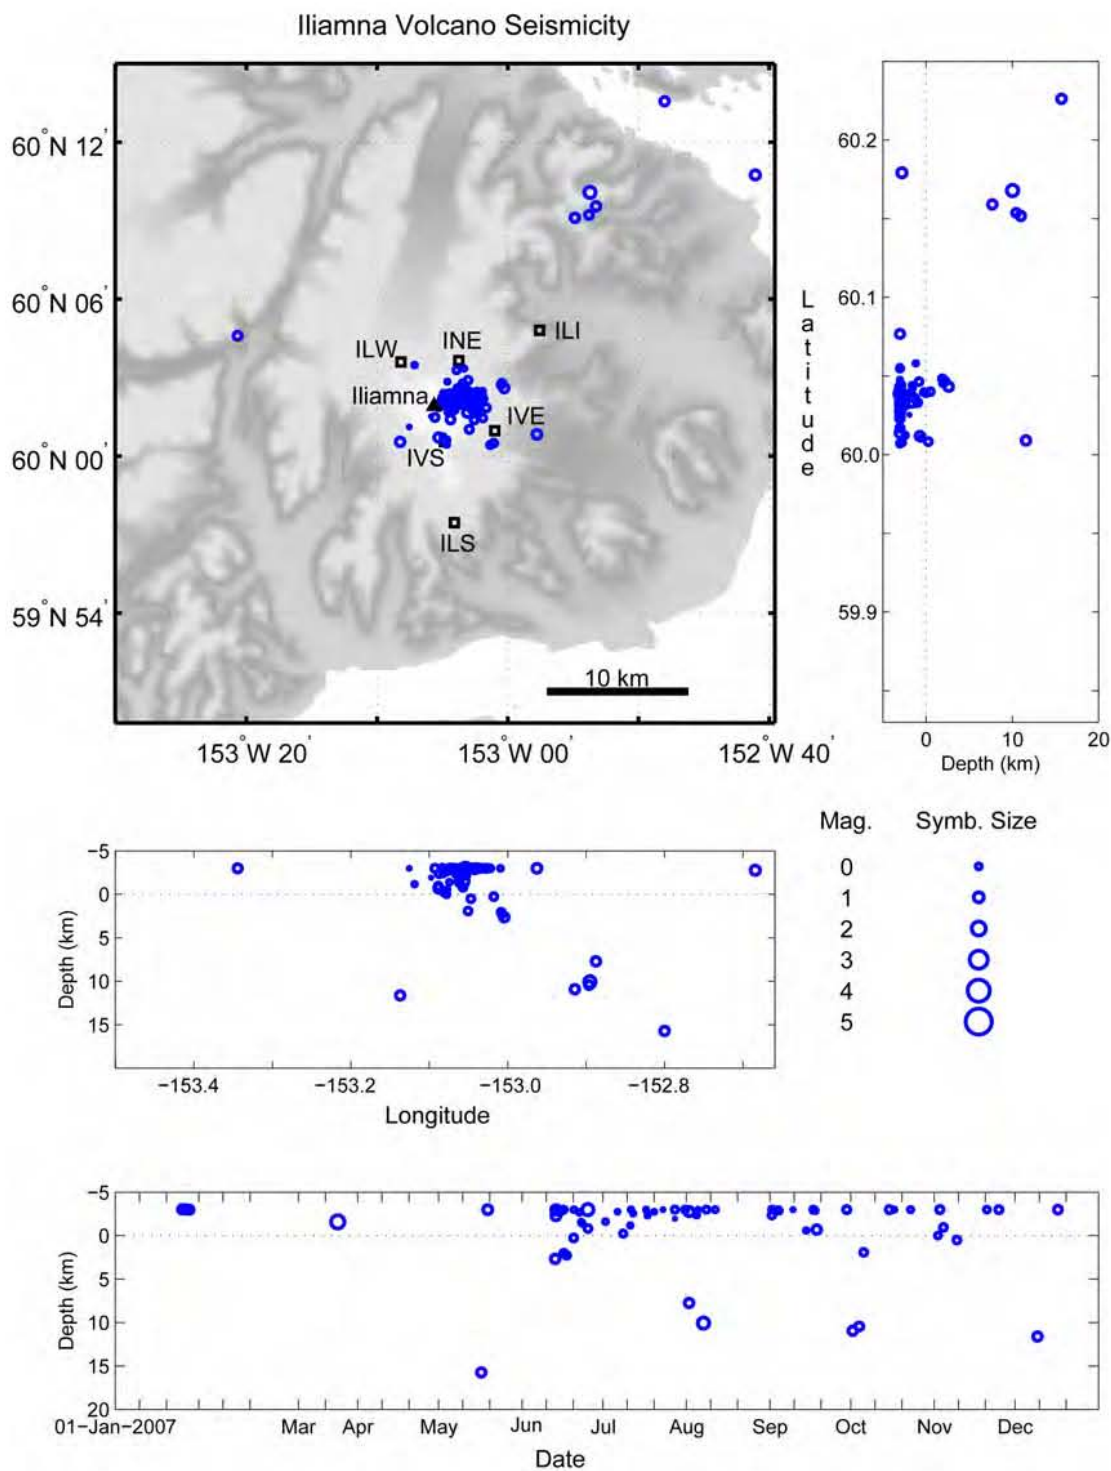 Iliamna Volcano Seismicity
60°N 12'
60°N 06'
60°N 00'
59°N 54'
ILW
INE
ILI
Iliamna
IVE
IVS
ILS
10 km
153°W 20'
153°W 00'
152°W 40'
Latitude
60.2
60.1
60.0
59.9
0 10 20
Depth (km)
Mag. Symb. Size
0
1
2
3
4
5
−5
0
5
10
15
Depth (km)
−153.4 −153.2 −153.0 −152.8
Longitude
−5
0
5
10
15
20
Depth (km)
01−Jan−2007 Mar Apr May Jun Jul Aug Sep Oct Nov Dec
Date